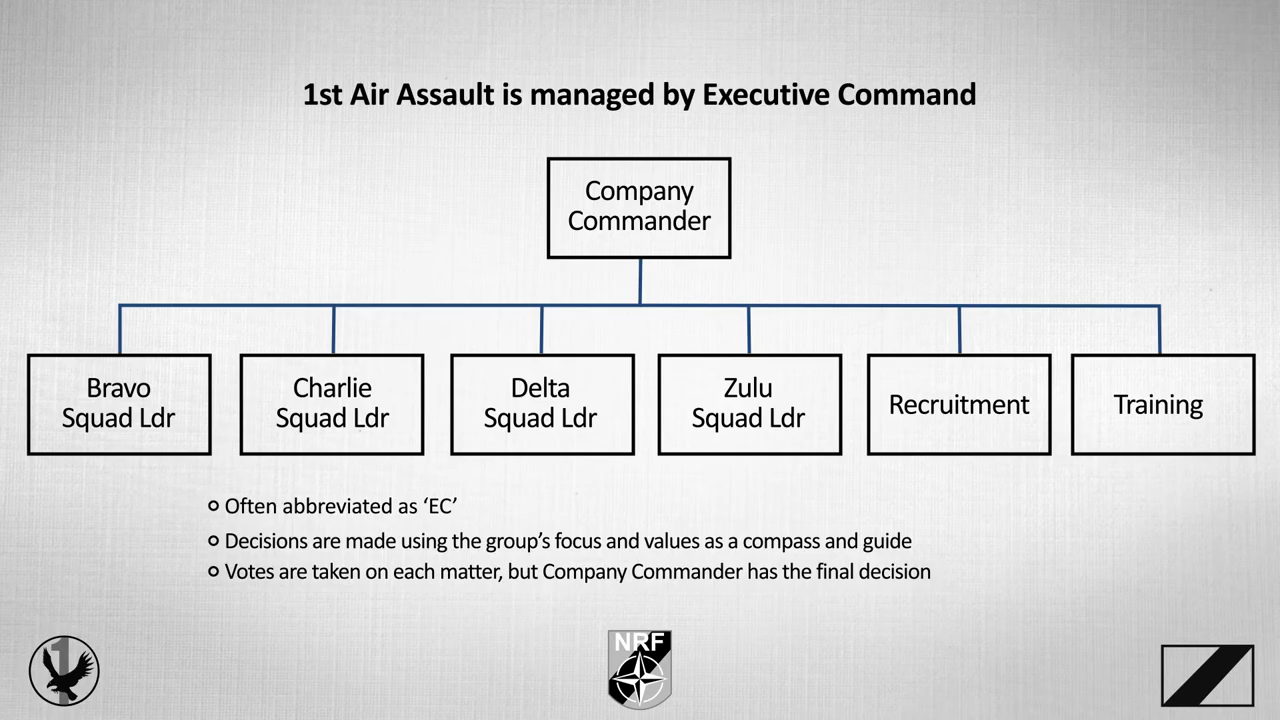 1st Air Assault is managed by Executive Command
Company
Commander
Bravo
Squad Ldr
Charlie
Squad Ldr
Delta
Squad Ldr
Zulu
Squad Ldr
Recruitment
Training
Often abbreviated as ‘EC’
Decisions are made using the group’s focus and values as a compass and guide
Votes are taken on each matter, but Company Commander has the final decision
1
NRF